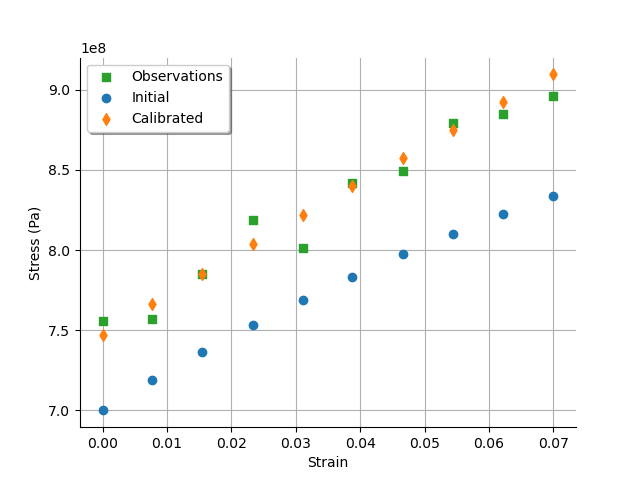 1e8
Observations
Initial
Calibrated
9.0
8.5
8.0
7.5
7.0
Stress (Pa)
0.00 0.01 0.02 0.03 0.04 0.05 0.06 0.07
Strain